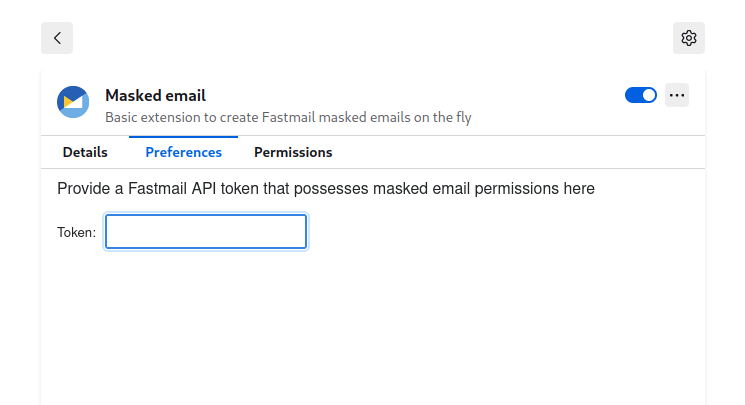 Masked email
Basic extension to create Fastmail masked emails on the fly
Details Preferences Permissions
Provide a Fastmail API token that possesses masked email permissions here
Token: